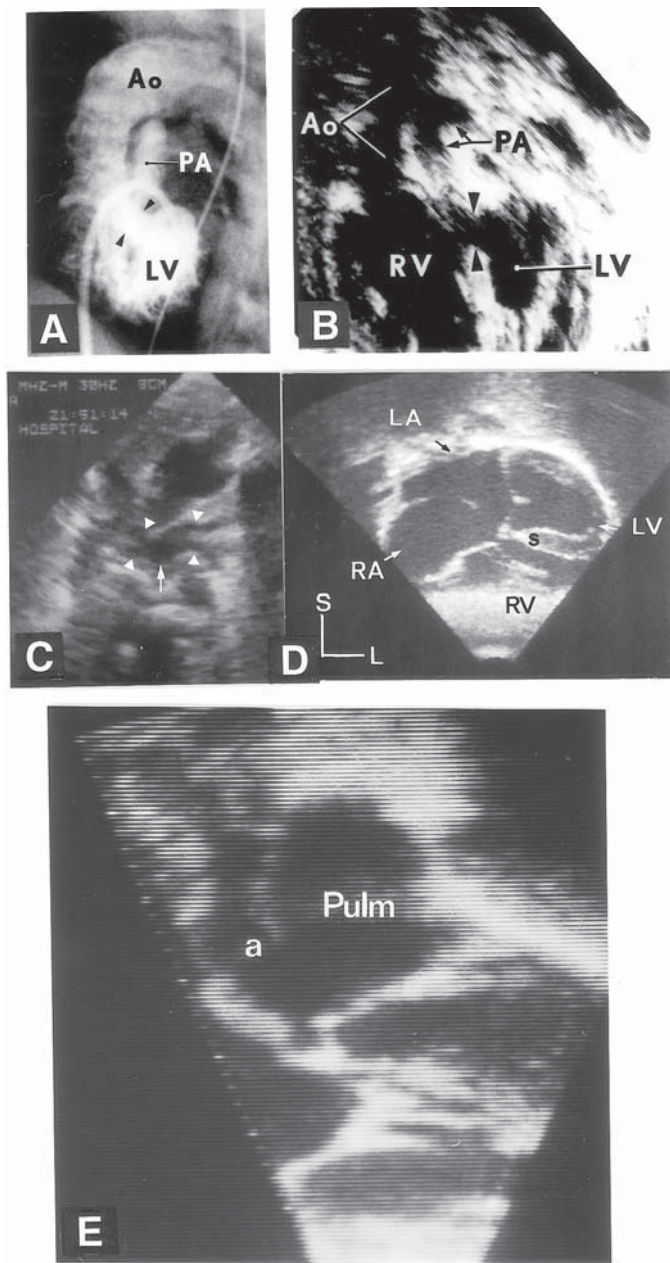 Ao
PA
LV
A
Ao
PA
RV
LV
B
MHZ-M 30HZ 8CM
A
21:51:14
HOSPITAL
C
LA
LV
S
RA
RV
S
L
D
Pulm
a
E